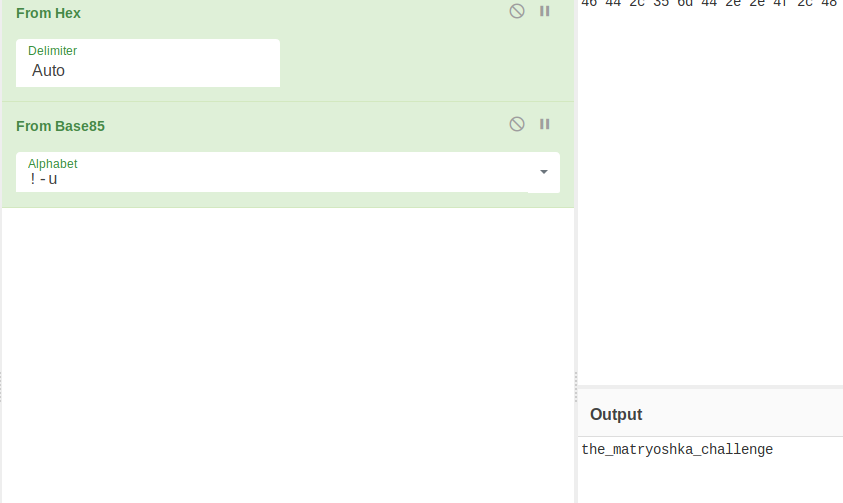 46 44 2c 35 6d 44 2e 2e 4f 2c 48
From Hex
Delimiter
Auto
From Base85
Alphabet
!-u
Output
the_matryoshka_challenge